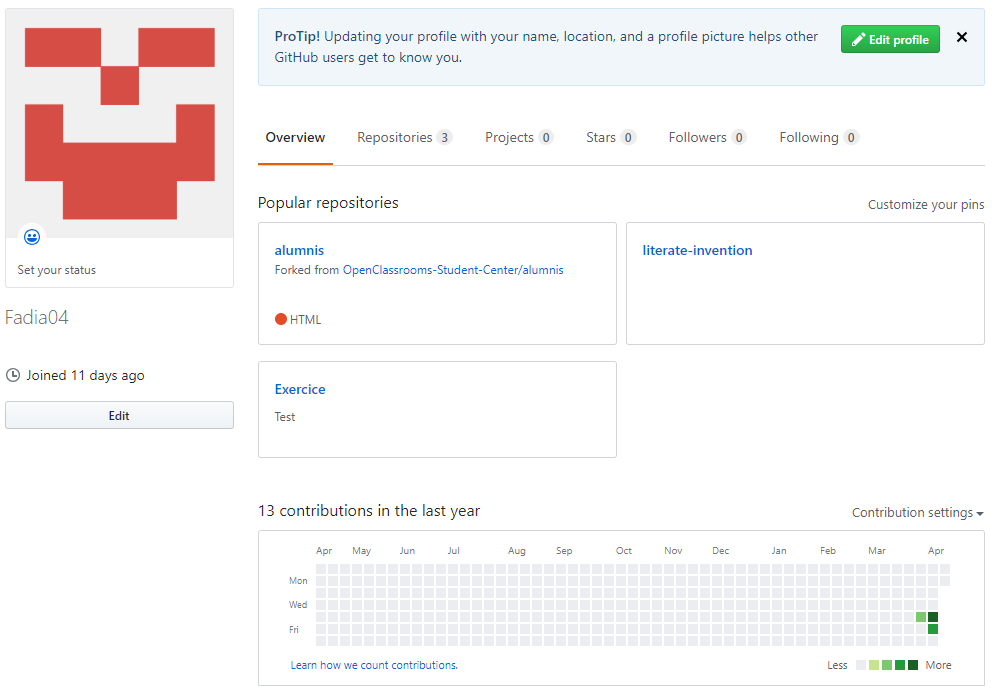 ProTip! Updating your profile with your name, location, and a profile picture helps other
GitHub users get to know you.
Edit profile
Set your status
Fadia04
Joined 11 days ago
Edit
Overview Repositories 3 Projects 0 Stars 0 Followers 0 Following 0
Popular repositories
Customize your pins
alumnis
Forked from OpenClassrooms-Student-Center/alumnis
HTML
literate-invention
Exercice
Test
13 contributions in the last year
Contribution settings
Apr May Jun Jul Aug Sep Oct Nov Dec Jan Feb Mar Apr
Mon
Wed
Fri
Learn how we count contributions.
Less More